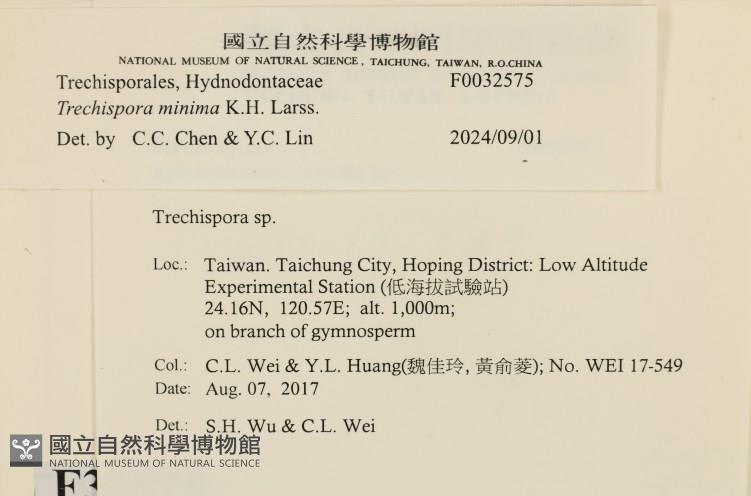 國立自然科學博物館
NATIONAL MUSEUM OF NATURAL SCIENCE, TAICHUNG, TAIWAN, R.O.CHINA
Trechisporales, Hydnodontaceae F0032575
Trechispora minima K.H. Larss.
Det. by C.C. Chen & Y.C. Lin 2024/09/01
Trechispora sp.
Loc.: Taiwan. Taichung City, Hoping District: Low Altitude
Experimental Station (低海拔試驗站)
24.16N, 120.57E; alt. 1,000m;
on branch of gymnosperm
Col.: C.L. Wei & Y.L. Huang(魏佳玲, 黃俞菱); No. WEI 17-549
Date: Aug. 07, 2017
Det.: S.H. Wu & C.L. Wei
國立自然科學博物館
NATIONAL MUSEUM OF NATURAL SCIENCE